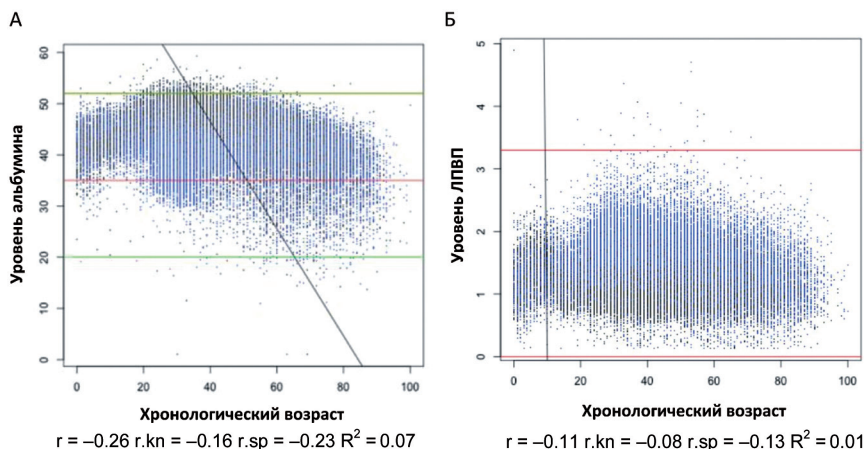 А
Уровень альбумина
60
50
40
30
20
10
0
0 20 40 60 80 100
Хронологический возраст
r = –0.26 r.kn = –0.16 r.sp = –0.23 R² = 0.07
Б
Уровень ЛПВП
5
4
3
2
1
0
0 20 40 60 80 100
Хронологический возраст
r = –0.11 r.kn = –0.08 r.sp = –0.13 R² = 0.01